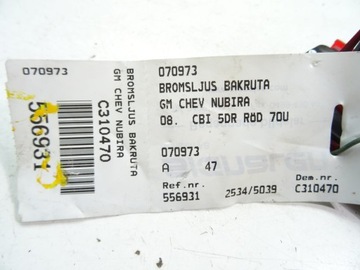 070973
556931
C310470
GM CHEV NUBIRA
BROMSLJUS BAKRUTA
070973
BROMSLJUS BAKRUTA
GM CHEV NUBIRA
08. CBI 5DR RÖD 70U
070973
A 47
Ref.nr. Dem.nr.
556931 2534/5039 C310470